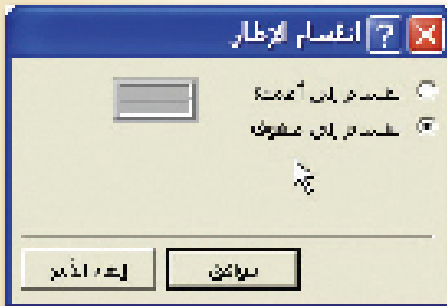 انقسام الإطار
تقسيم إلى أعمدة
تقسيم إلى صفوف
موافق
إلغاء الأمر